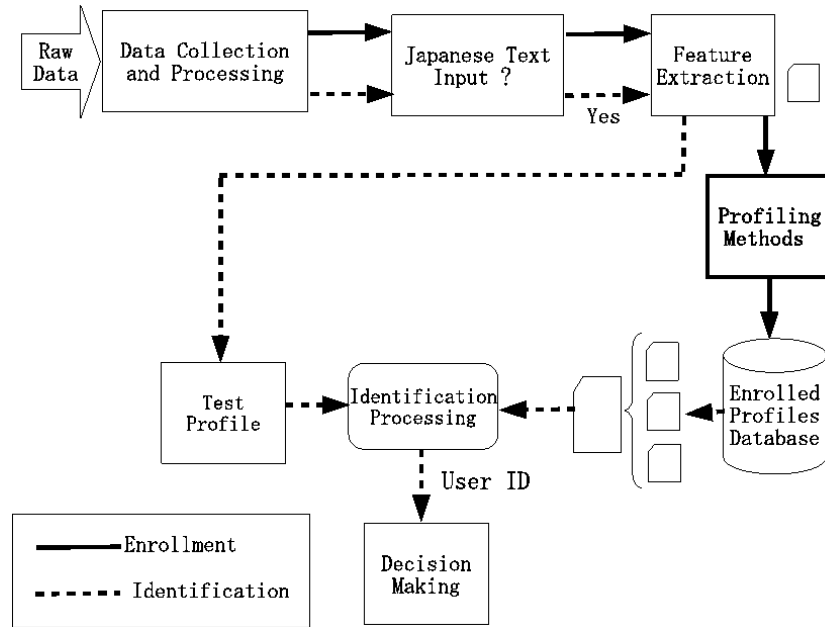 Raw
Data
Data Collection
and Processing
Japanese Text
Input ?
Yes
Feature
Extraction
Profiling
Methods
Enrolled
Profiles
Database
Test
Profile
Identification
Processing
User ID
Decision
Making
Enrollment
Identification